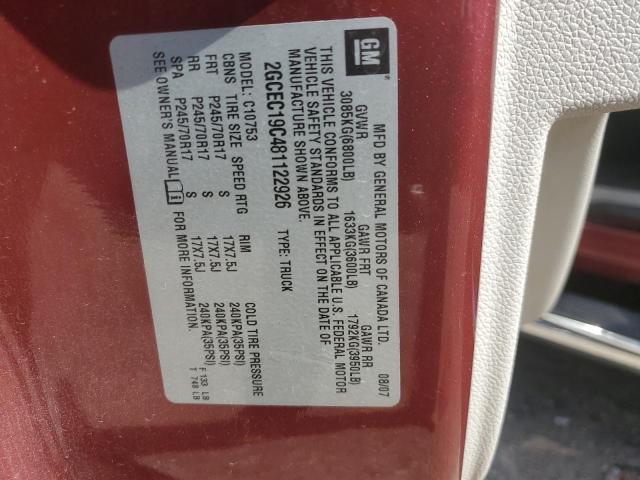 GM
MFD BY GENERAL MOTORS OF CANADA LTD. 08/07
GVWR GAWR FRT GAWR RR
3085KG(6800LB) 1633KG(3600LB) 1792KG(3950LB)
THIS VEHICLE CONFORMS TO ALL APPLICABLE U.S. FEDERAL MOTOR
VEHICLE SAFETY STANDARDS IN EFFECT ON THE DATE OF
MANUFACTURE SHOWN ABOVE.
2GCEC19C481122926 TYPE: TRUCK
MODEL: C10753
CBNS TIRE SIZE SPEED RTG RIM COLD TIRE PRESSURE
FRT P245/70R17 S 17X7.5J 240KPA(35PSI)
RR P245/70R17 S 17X7.5J 240KPA(35PSI)
SPA P245/70R17 S 17X7.5J 240KPA(35PSI)
SEE OWNER'S MANUAL i FOR MORE INFORMATION.
F 133 LB
T 748 LB